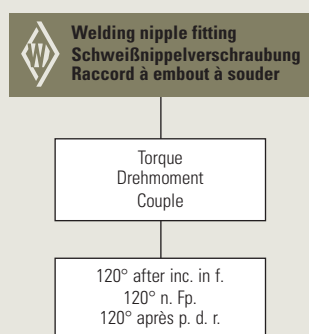 W
Welding nipple fitting
Schweißnippelverschraubung
Raccord à embout à souder
Torque
Drehmoment
Couple
120° after inc. in f.
120° n. Fp.
120° après p. d. r.